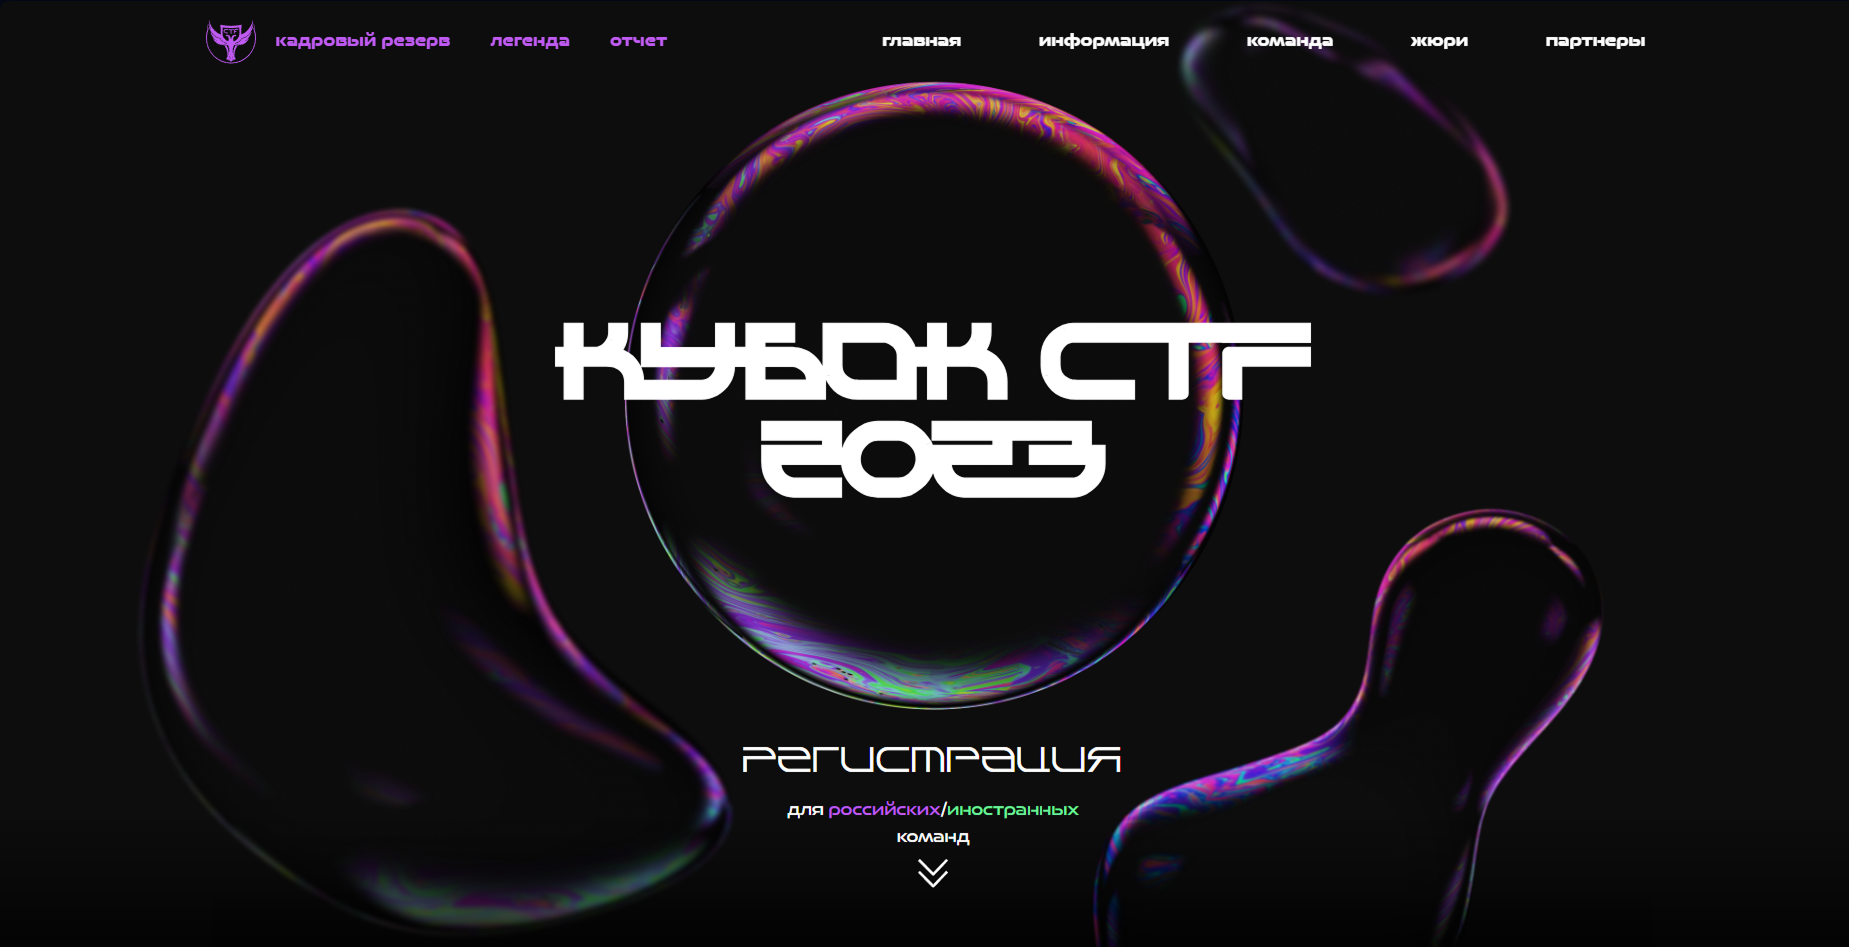 CTF
кадровый резерв
легенда
отчет
главная
информация
команда
жюри
партнеры
КУБОК CTF
2023
Регистрация
для российских/иностранных
команд